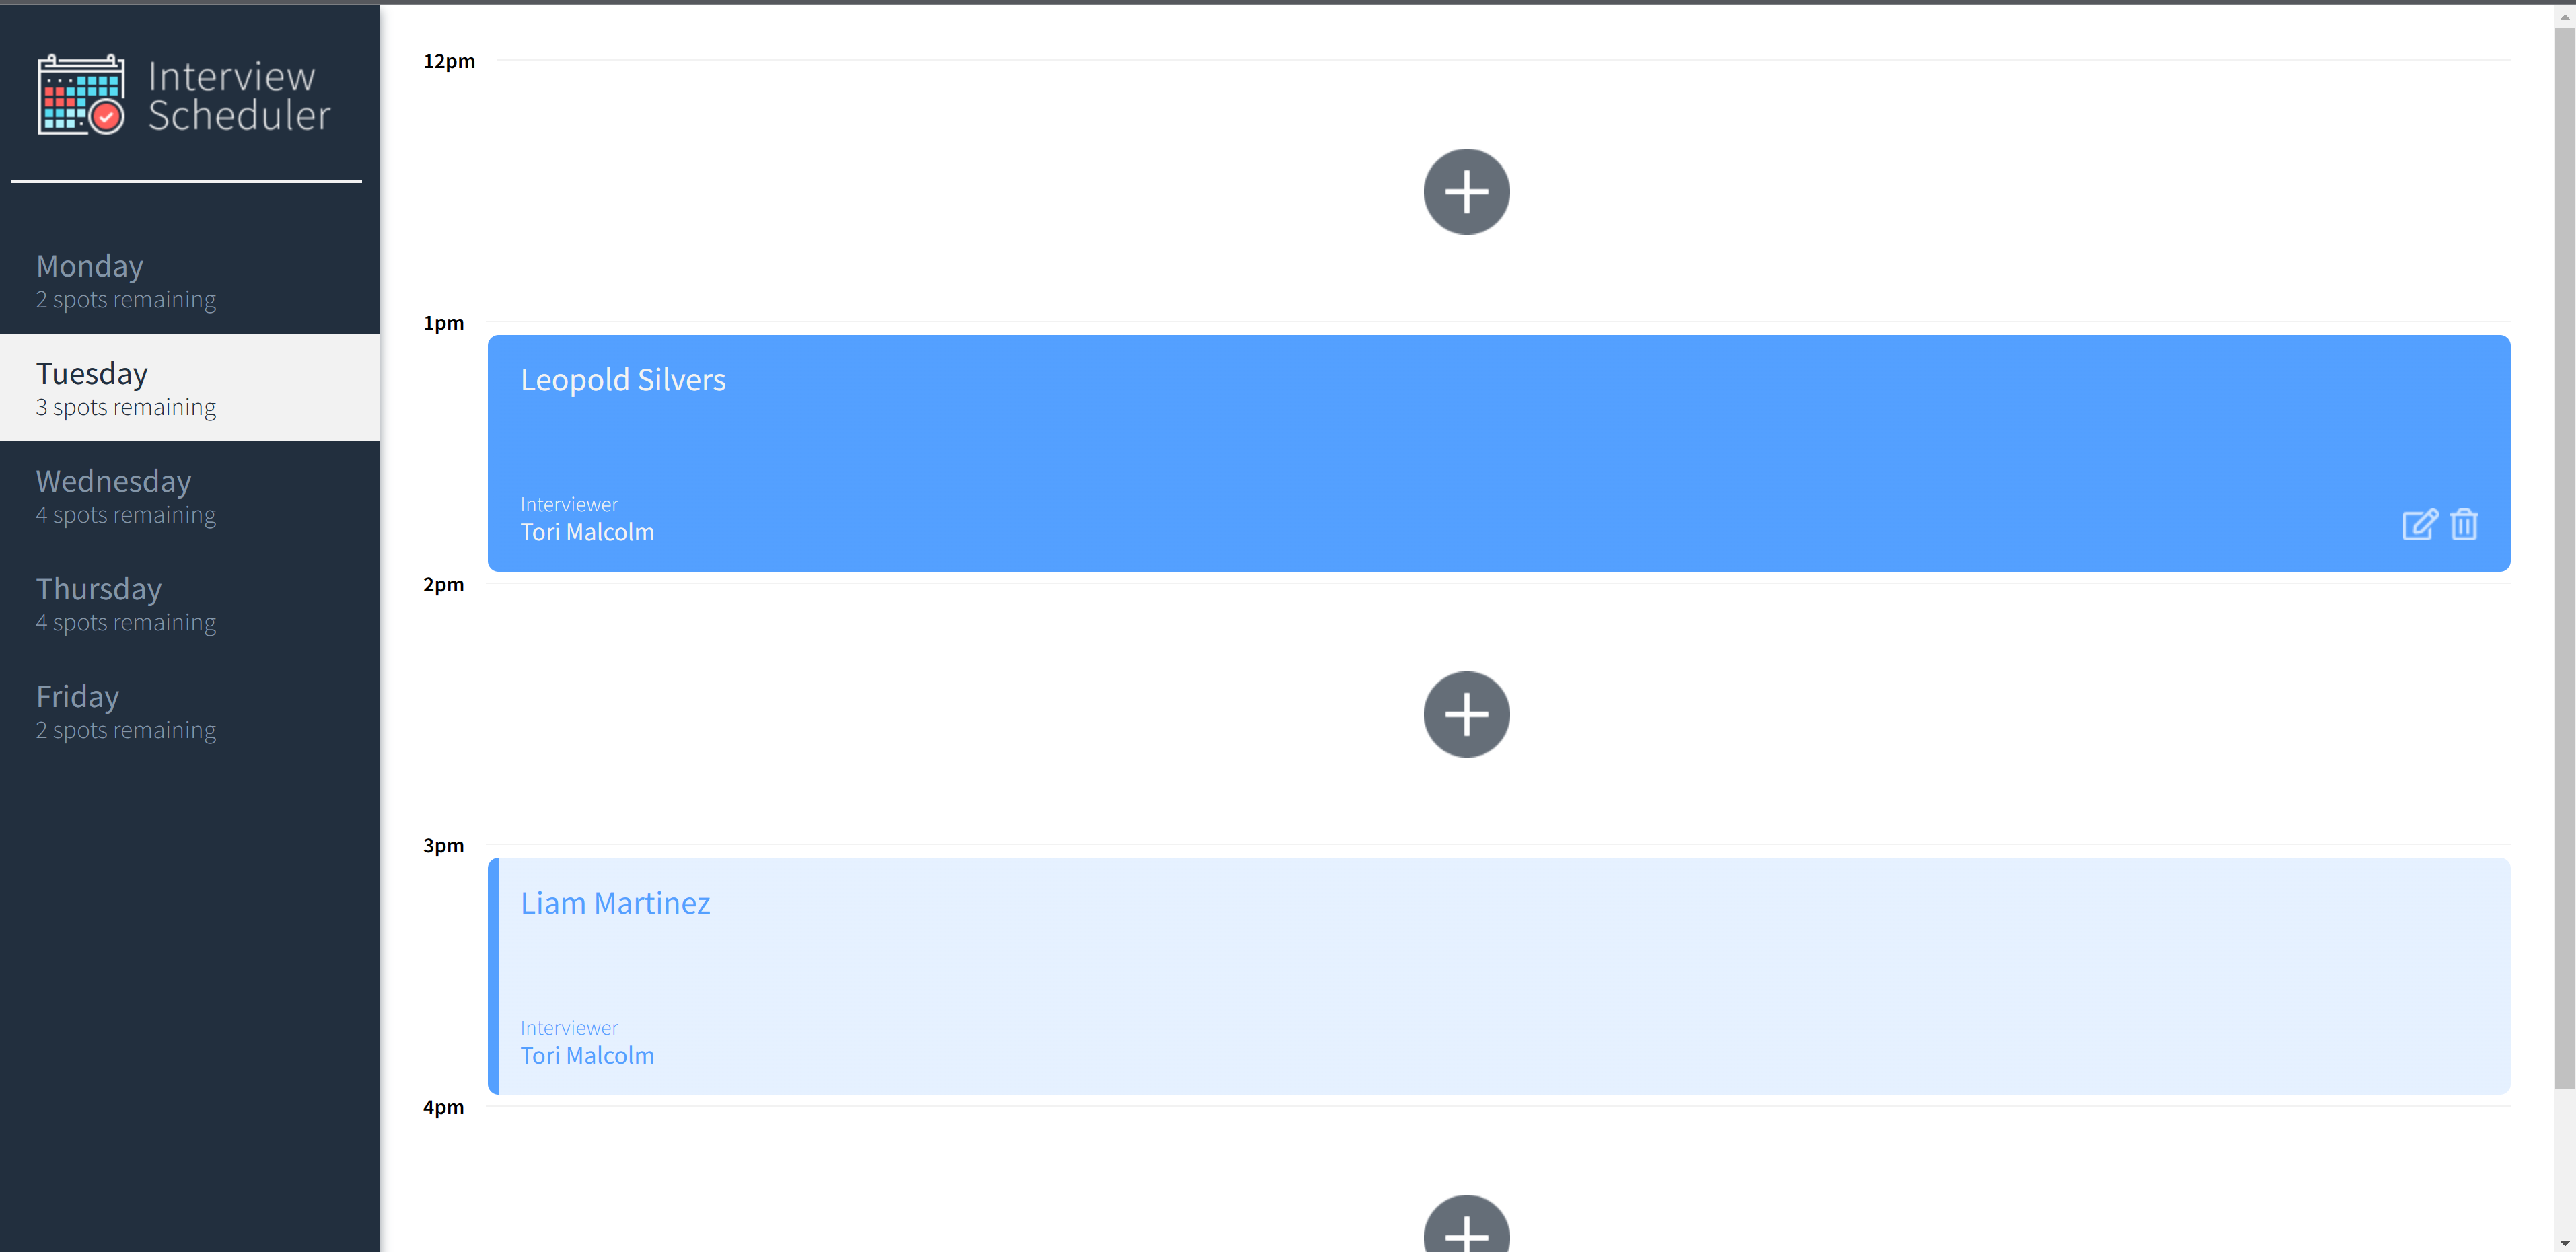 Interview
Scheduler
Monday
2 spots remaining
Tuesday
3 spots remaining
Wednesday
4 spots remaining
Thursday
4 spots remaining
Friday
2 spots remaining
12pm
1pm
Leopold Silvers
Interviewer
Tori Malcolm
2pm
3pm
Liam Martinez
Interviewer
Tori Malcolm
4pm